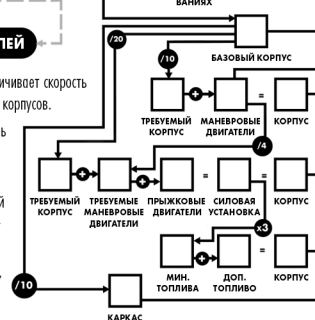 ВАНИЯХ
ЛЕЙ
/20
/10
БАЗОВЫЙ КОРПУС
ичивает скорость
корпусов.
+
=
ТРЕБУЕМЫЙ КОРПУС
МАНЕВРОВЫЕ ДВИГАТЕЛИ
КОРПУС
ь
/4
+
+
=
=
=
й
ТРЕБУЕМЫЙ КОРПУС
ТРЕБУЕМЫЕ МАНЕВРОВЫЕ ДВИГАТЕЛИ
ПРЫЖКОВЫЕ ДВИГАТЕЛИ
СИЛОВАЯ УСТАНОВКА
КОРПУС
x3
+
=
/10
МИН. ТОПЛИВА
ДОП. ТОПЛИВО
КОРПУС
КАРКАС